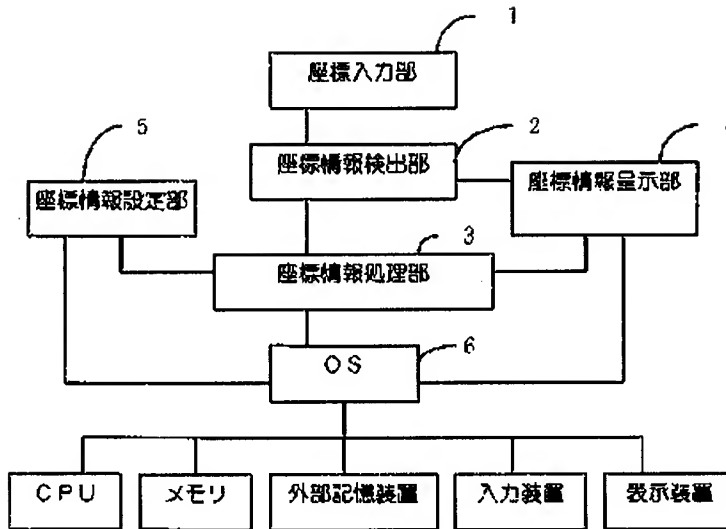 1
座標入力部
5
2
座標情報検出部
座標情報設定部
座標情報呈示部
3
座標情報処理部
6
OS
CPU
メモリ
外部記憶装置
入力装置
表示装置